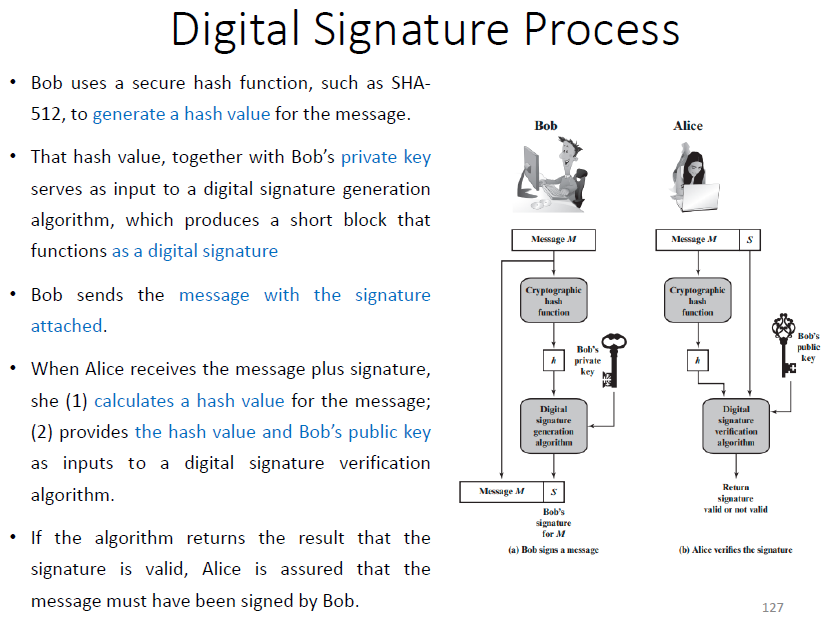 Digital Signature Process
• Bob uses a secure hash function, such as SHA-
512, to generate a hash value for the message.
• That hash value, together with Bob's private key
serves as input to a digital signature generation
algorithm, which produces a short block that
functions as a digital signature
• Bob sends the message with the signature
attached.
• When Alice receives the message plus signature,
she (1) calculates a hash value for the message;
(2) provides the hash value and Bob's public key
as inputs to a digital signature verification
algorithm.
• If the algorithm returns the result that the
signature is valid, Alice is assured that the
message must have been signed by Bob.
Bob
Message M
Cryptographic
hash
function
h
Bob's
private
key
Digital
signature
generation
algorithm
Message M
S
Bob's
signature
for M
(a) Bob signs a message
Alice
Message M
S
Cryptographic
hash
function
h
Bob's
public
key
Digital
signature
verification
algorithm
Return
signature
valid or not valid
(b) Alice verifies the signature
127